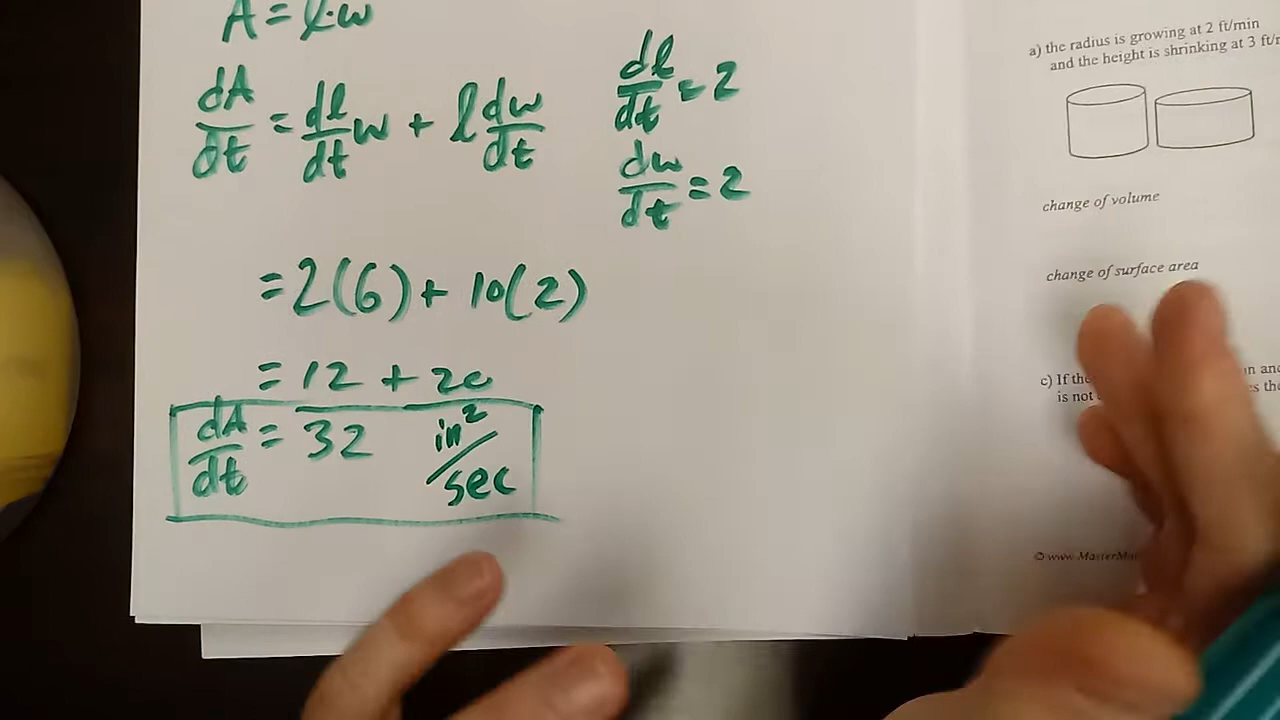 A = l·w
dA/dt = dl/dt w + l dw/dt
dl/dt = 2
dw/dt = 2
= 2(6) + 10(2)
= 12 + 20
dA/dt = 32 in²/sec
a) the radius is growing at 2 ft/min
and the height is shrinking at 3
change of volume
change of surface area
c) If the
is not
© www.